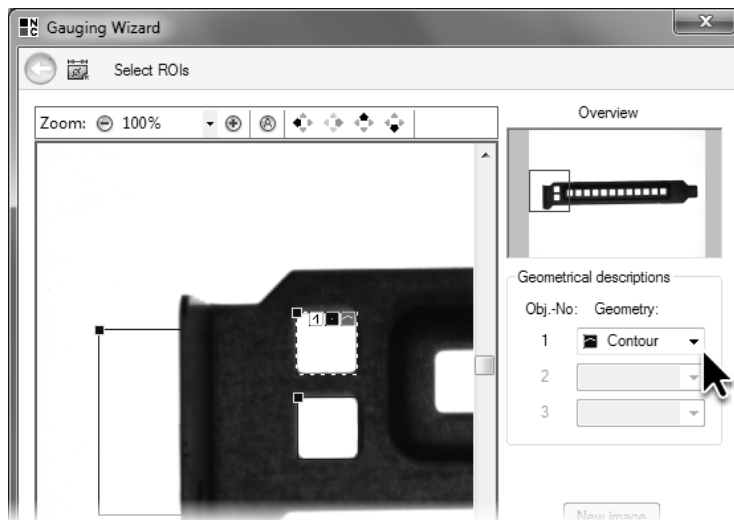 NC Gauging Wizard x
Select ROIs
Zoom: 100%
Overview
1
Geometrical descriptions
Obj.-No: Geometry:
1 Contour
2
3
New image